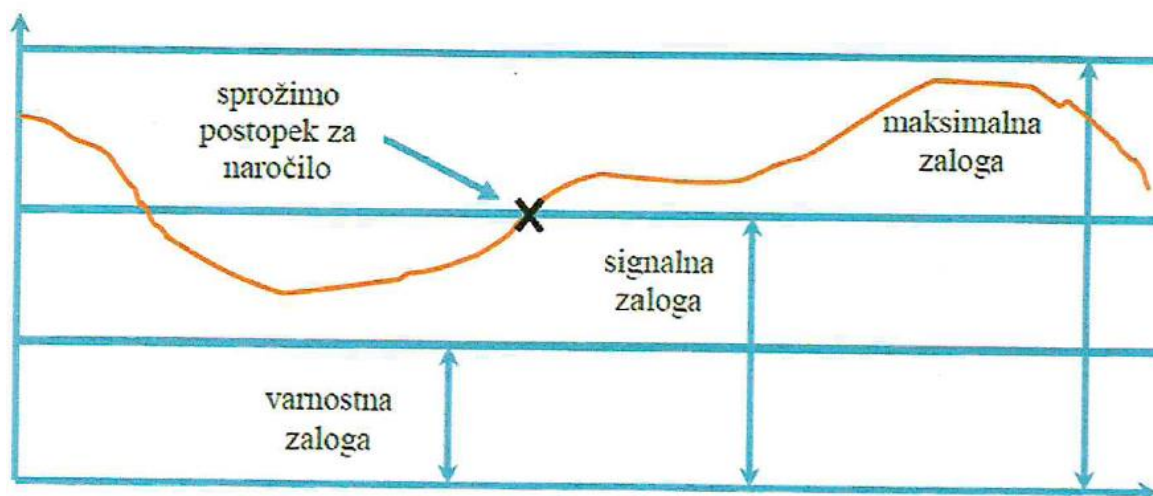 sprožimo
postopek za
naročilo
maksimalna
zaloga
signalna
zaloga
varnostna
zaloga